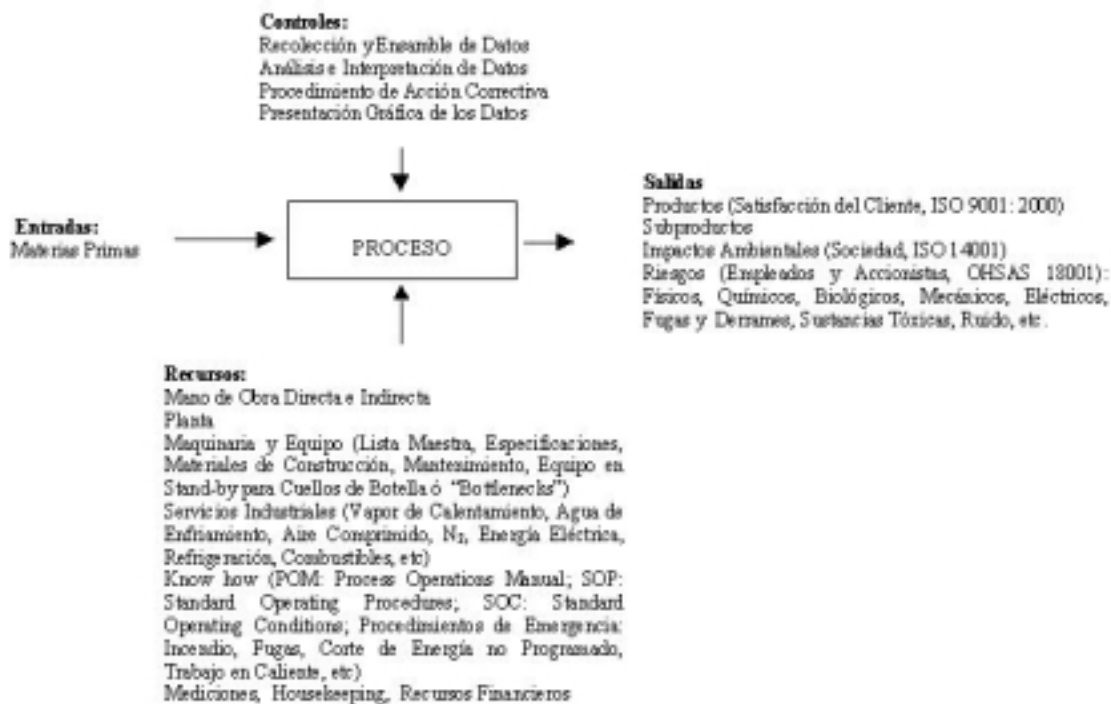 Controles:
Recolección y Ensamble de Datos
Análisis e Interpretación de Datos
Procedimiento de Acción Correctiva
Presentación Gráfica de los Datos
Entradas:
Materias Primas
PROCESO
Salidas
Productos (Satisfacción del Cliente, ISO 9001: 2000)
Subproductos
Impactos Ambientales (Sociedad, ISO 14001)
Riesgos (Empleados y Accionistas, OHSAS 18001):
Físicos, Químicos, Biológicos, Mecánicos, Eléctricos,
Fugas y Derrames, Sustancias Tóxicas, Ruido, etc.
Recursos:
Mano de Obra Directa e Indirecta
Planta
Maquinaria y Equipo (Lista Maestra, Especificaciones,
Materiales de Construcción, Mantenimiento, Equipo en
Stand-by para Cuellos de Botella ó "Bottlenecks")
Servicios Industriales (Vapor de Calentamiento, Agua de
Enfriamiento, Aire Comprimido, N₂, Energía Eléctrica,
Refrigeración, Combustibles, etc)
Know how (POM: Process Operations Manual; SOP:
Standard Operating Procedures; SOC: Standard
Operating Conditions; Procedimientos de Emergencia:
Incendio, Fugas, Corte de Energía no Programado,
Trabajo en Caliente, etc)
Mediciones, Housekeeping, Recursos Financieros